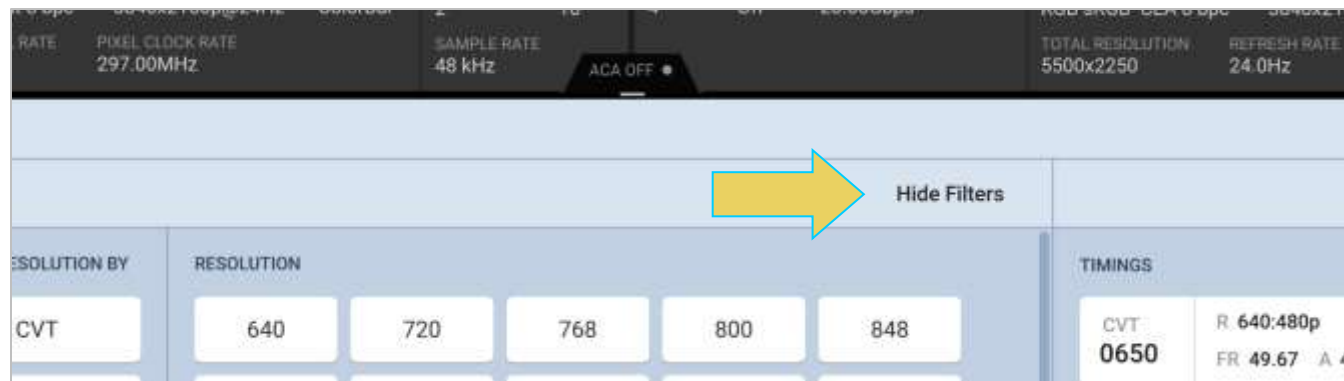 RATE PIXEL CLOCK RATE SAMPLE RATE TOTAL RESOLUTION REFRESH RATE
297.00MHz 48 kHz ACA OFF 5500x2250 24.0Hz
Hide Filters
RESOLUTION BY RESOLUTION TIMINGS
CVT 640 720 768 800 848 CVT R 640:480p
0650 FR 49.67 A